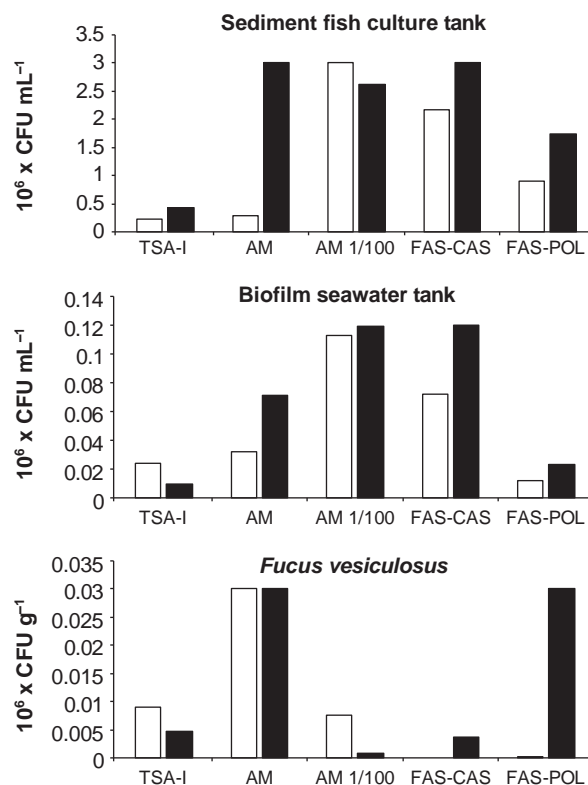 Sediment fish culture tank
10⁶ x CFU mL⁻¹
3
2.5
2
1.5
1
0.5
0
TSA-I AM AM 1/100 FAS-CAS FAS-POL
Biofilm seawater tank
10⁶ x CFU mL⁻¹
0.14
0.12
0.10
0.08
0.06
0.04
0.02
0
TSA-I AM AM 1/100 FAS-CAS FAS-POL
Fucus vesiculosus
10⁶ x CFU g⁻¹
0.035
0.03
0.025
0.02
0.015
0.01
0.005
0
TSA-I AM AM 1/100 FAS-CAS FAS-POL